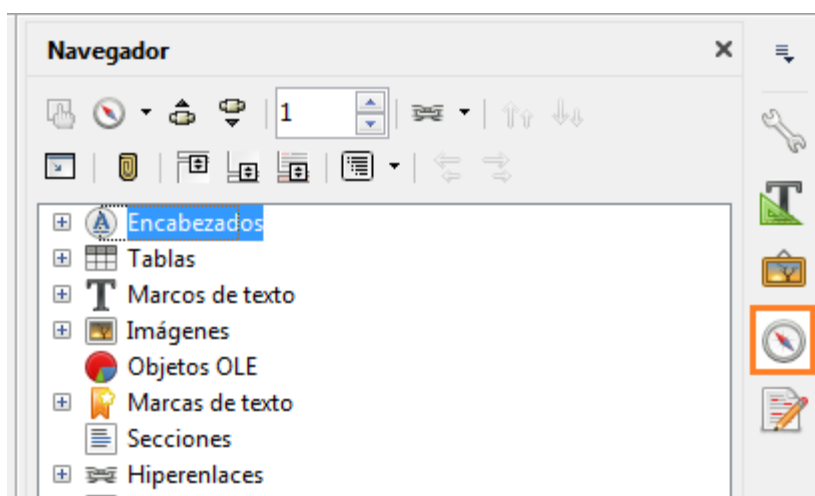 Navegador
1
Encabezados
Tablas
Marcos de texto
Imágenes
Objetos OLE
Marcas de texto
Secciones
Hiperenlaces